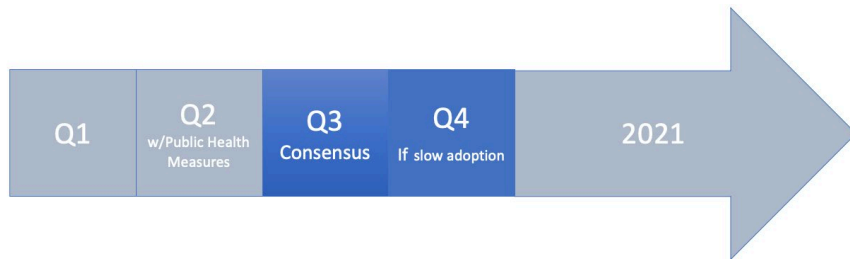 Q1
Q2
w/Public Health
Measures
Q3
Consensus
Q4
If slow adoption
2021